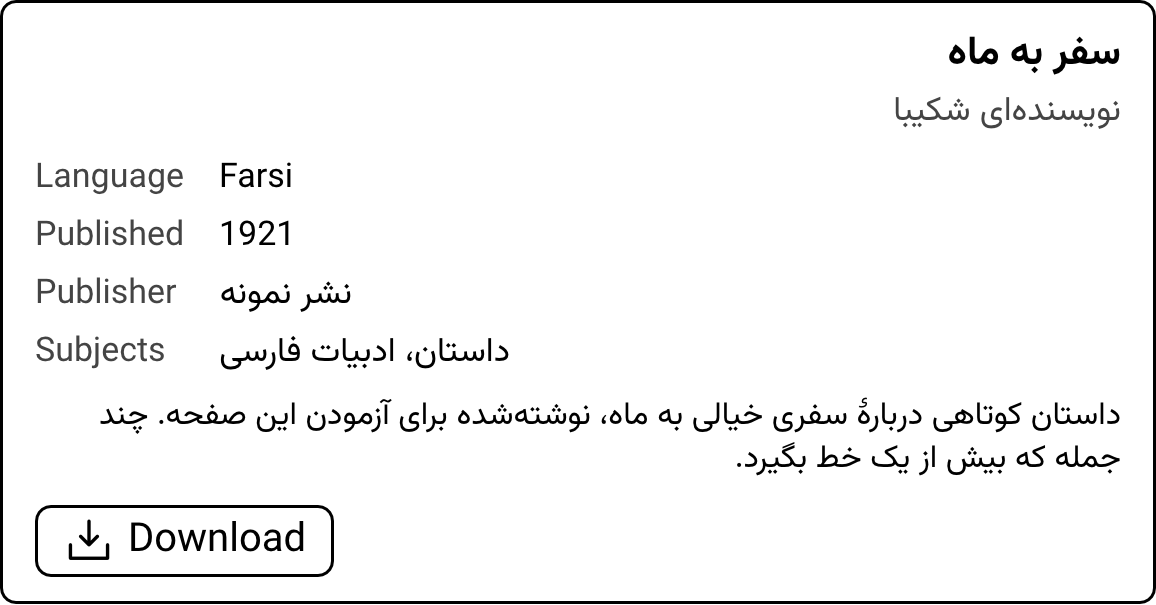 سفر به ماه
نویسنده‌ای شکیبا
Language Farsi
Published 1921
Publisher نشر نمونه
Subjects داستان، ادبیات فارسی
داستان کوتاهی دربارهٔ سفری خیالی به ماه، نوشته‌شده برای آزمودن این صفحه. چند
جمله که بیش از یک خط بگیرد.
Download